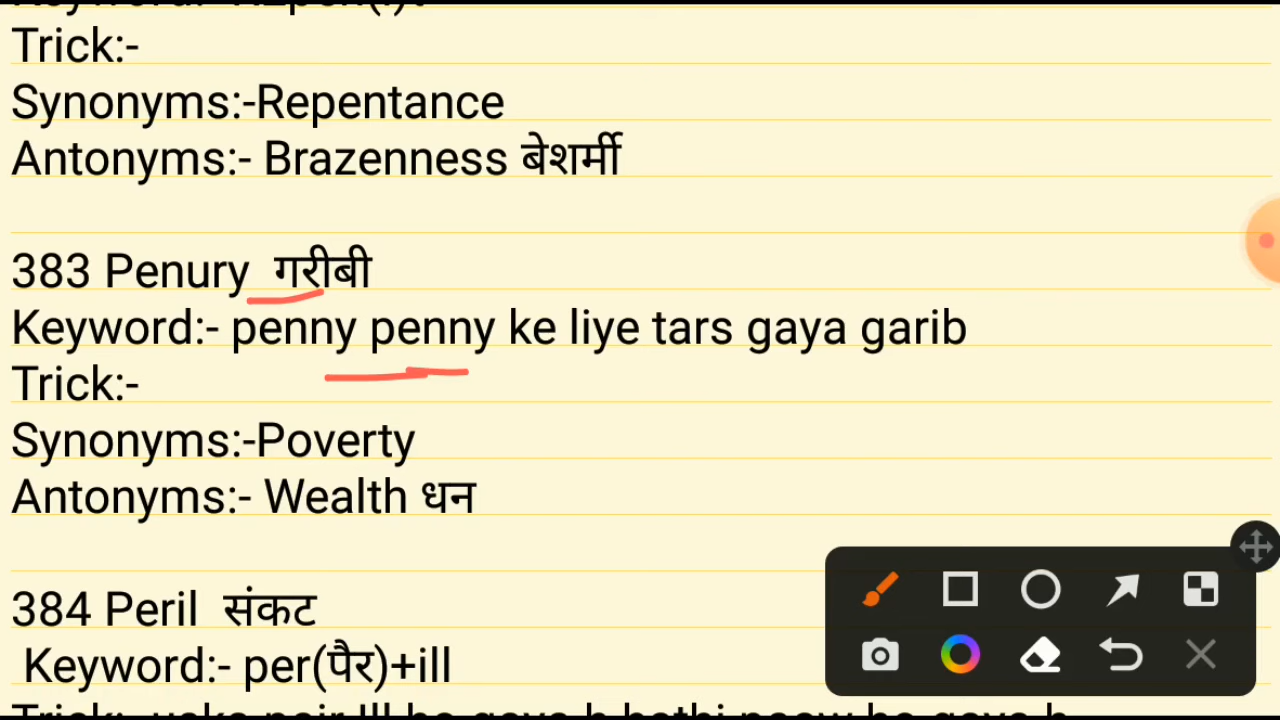 Trick:-
Synonyms:-Repentance
Antonyms:- Brazenness बेशर्मी
383 Penury गरीबी
Keyword:- penny penny ke liye tars gaya garib
Trick:-
Synonyms:-Poverty
Antonyms:- Wealth धन
384 Peril संकट
Keyword:- per(पैर)+ill